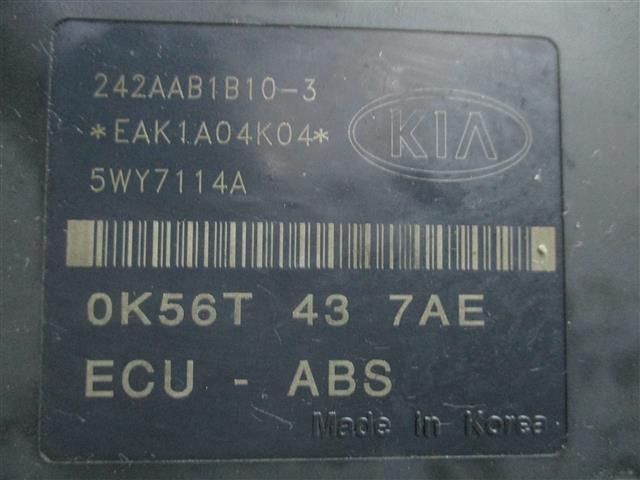 242AAB1B10-3
*EAK1A04K04*
KIA
5WY7114A
0K56T 43 7AE
ECU - ABS
Made in Korea